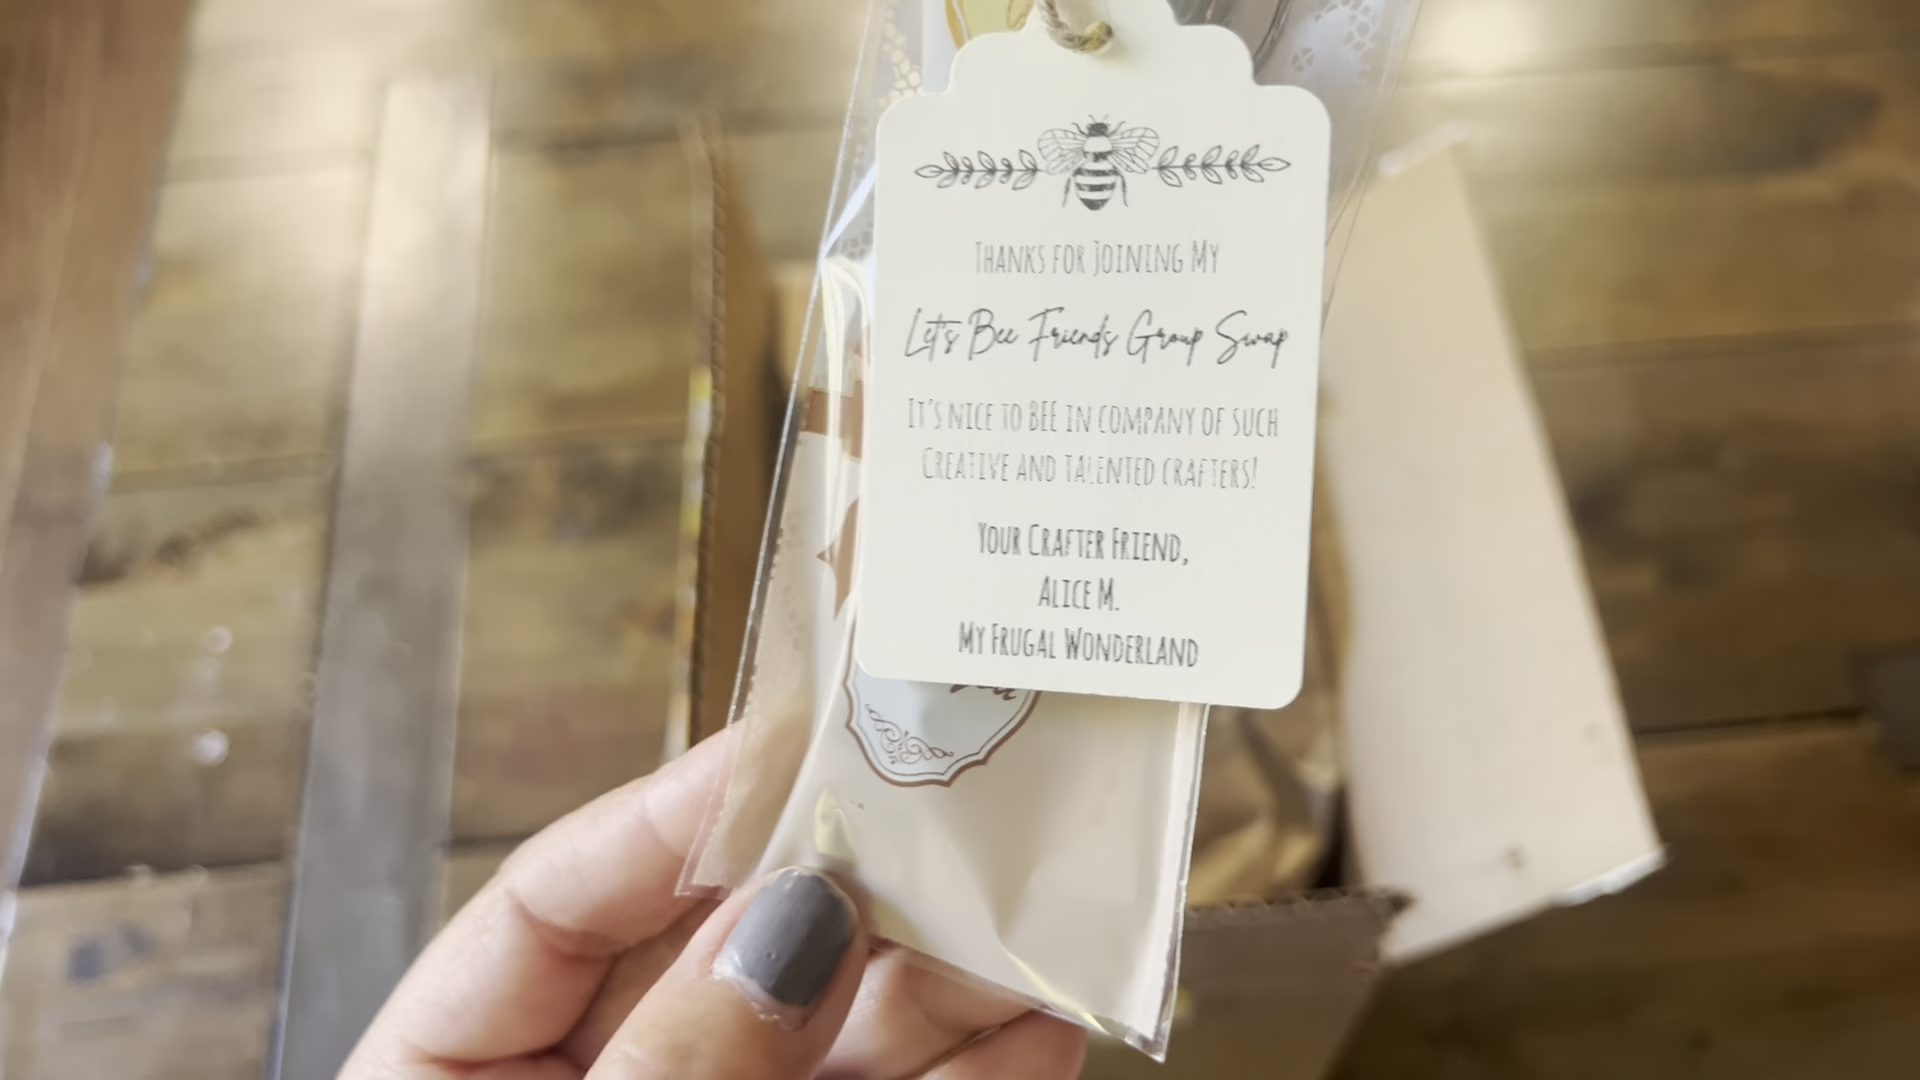 THANKS FOR JOINING MY
Let's Bee Friends Group Swap
IT'S NICE TO BEE IN COMPANY OF SUCH
CREATIVE AND TALENTED CRAFTERS!
YOUR CRAFTER FRIEND,
ALICE M.
MY FRUGAL WONDERLAND